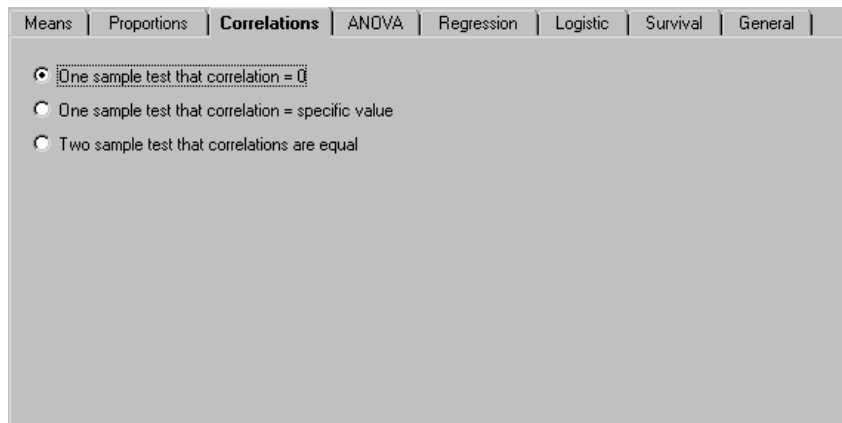 Means Proportions Correlations ANOVA Regression Logistic Survival General
One sample test that correlation = 0
One sample test that correlation = specific value
Two sample test that correlations are equal